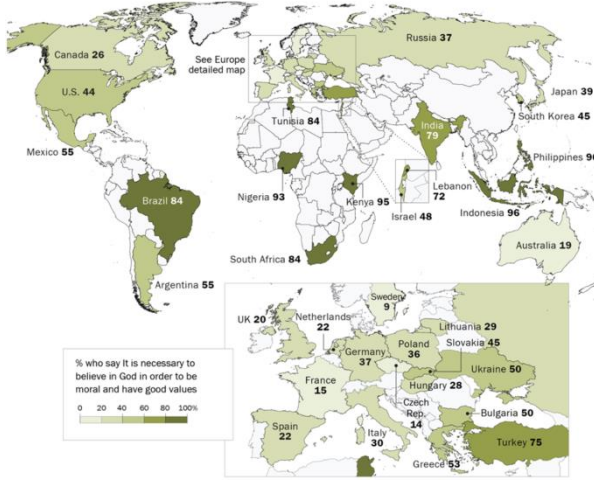 Russia 37
Canada 26
See Europe
detailed map
U.S. 44
Japan 39
South Korea 45
Tunisia 84
India
79
Mexico 55
Philippines
Lebanon
72
Nigeria 93
Kenya 95
Brazil 84
Israel 48
Indonesia 96
Australia 19
South Africa 84
Argentina 55
Sweden
9
UK 20
Netherlands
22
Lithuania 29
Slovakia 45
Poland
36
Germany
37
Ukraine 50
% who say It is necessary to
believe in God in order to be
moral and have good values
0 20 40 60 80 100%
France
15
Hungary 28
Czech
Rep.
14
Bulgaria 50
Spain
22
Italy
30
Turkey 75
Greece 53